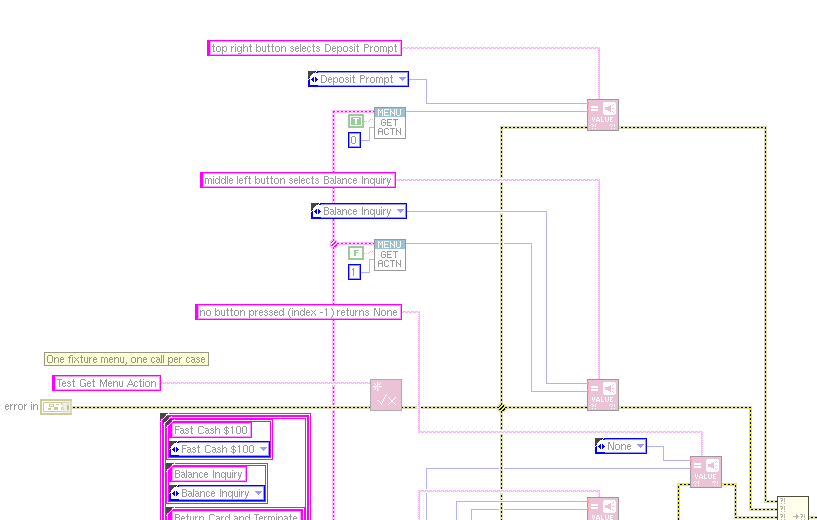 top right button selects Deposit Prompt
Deposit Prompt
= VALUE ?! ?!
MENU
T
GET
0
ACTN
middle left button selects Balance Inquiry
Balance Inquiry
MENU
F
GET
1
ACTN
no button pressed (index -1) returns None
One fixture menu, one call per case
Test Get Menu Action
* √x
= VALUE ?! ?!
error in
Fast Cash $100
Fast Cash $100
None
= VALUE ?! ?!
Balance Inquiry
Balance Inquiry
= VALUE ?! ?!
?!
?! →?!
?!
Return Card and Terminate